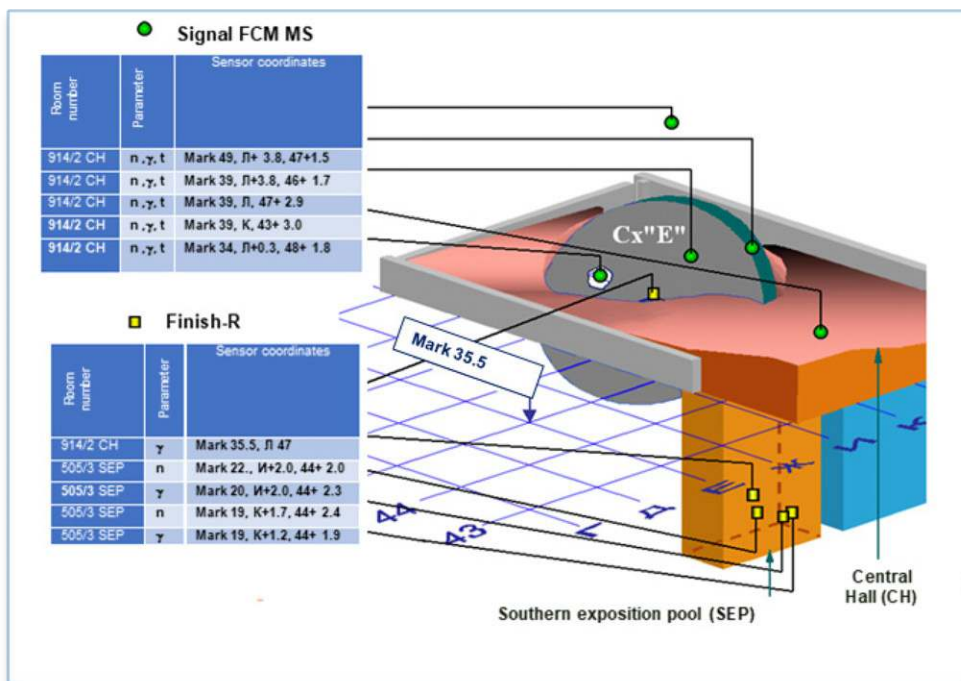 Signal FCM MS
Room number Parameter Sensor coordinates
914/2 CH n ,γ, t Mark 49, Л+ 3.8, 47+1.5
914/2 CH n ,γ, t Mark 39, Л+3.8, 46+ 1.7
914/2 CH n, γ, t Mark 39, Л, 47+ 2.9
914/2 CH n, γ, t Mark 39, К, 43+ 3.0
914/2 CH n, γ, t Mark 34, Л+0.3, 48+ 1.8
Cx"E"
Finish-R
Mark 35.5
Room number Parameter Sensor coordinates
914/2 CH γ Mark 35.5, Л 47
505/3 SEP n Mark 22., И+2.0, 44+ 2.0
505/3 SEP γ Mark 20, И+2.0, 44+ 2.3
505/3 SEP n Mark 19, К+1.7, 44+ 2.4
505/3 SEP γ Mark 19, К+1.2, 44+ 1.9
44
43
Г
Д
Ж
Central
Hall (CH)
Southern exposition pool (SEP)